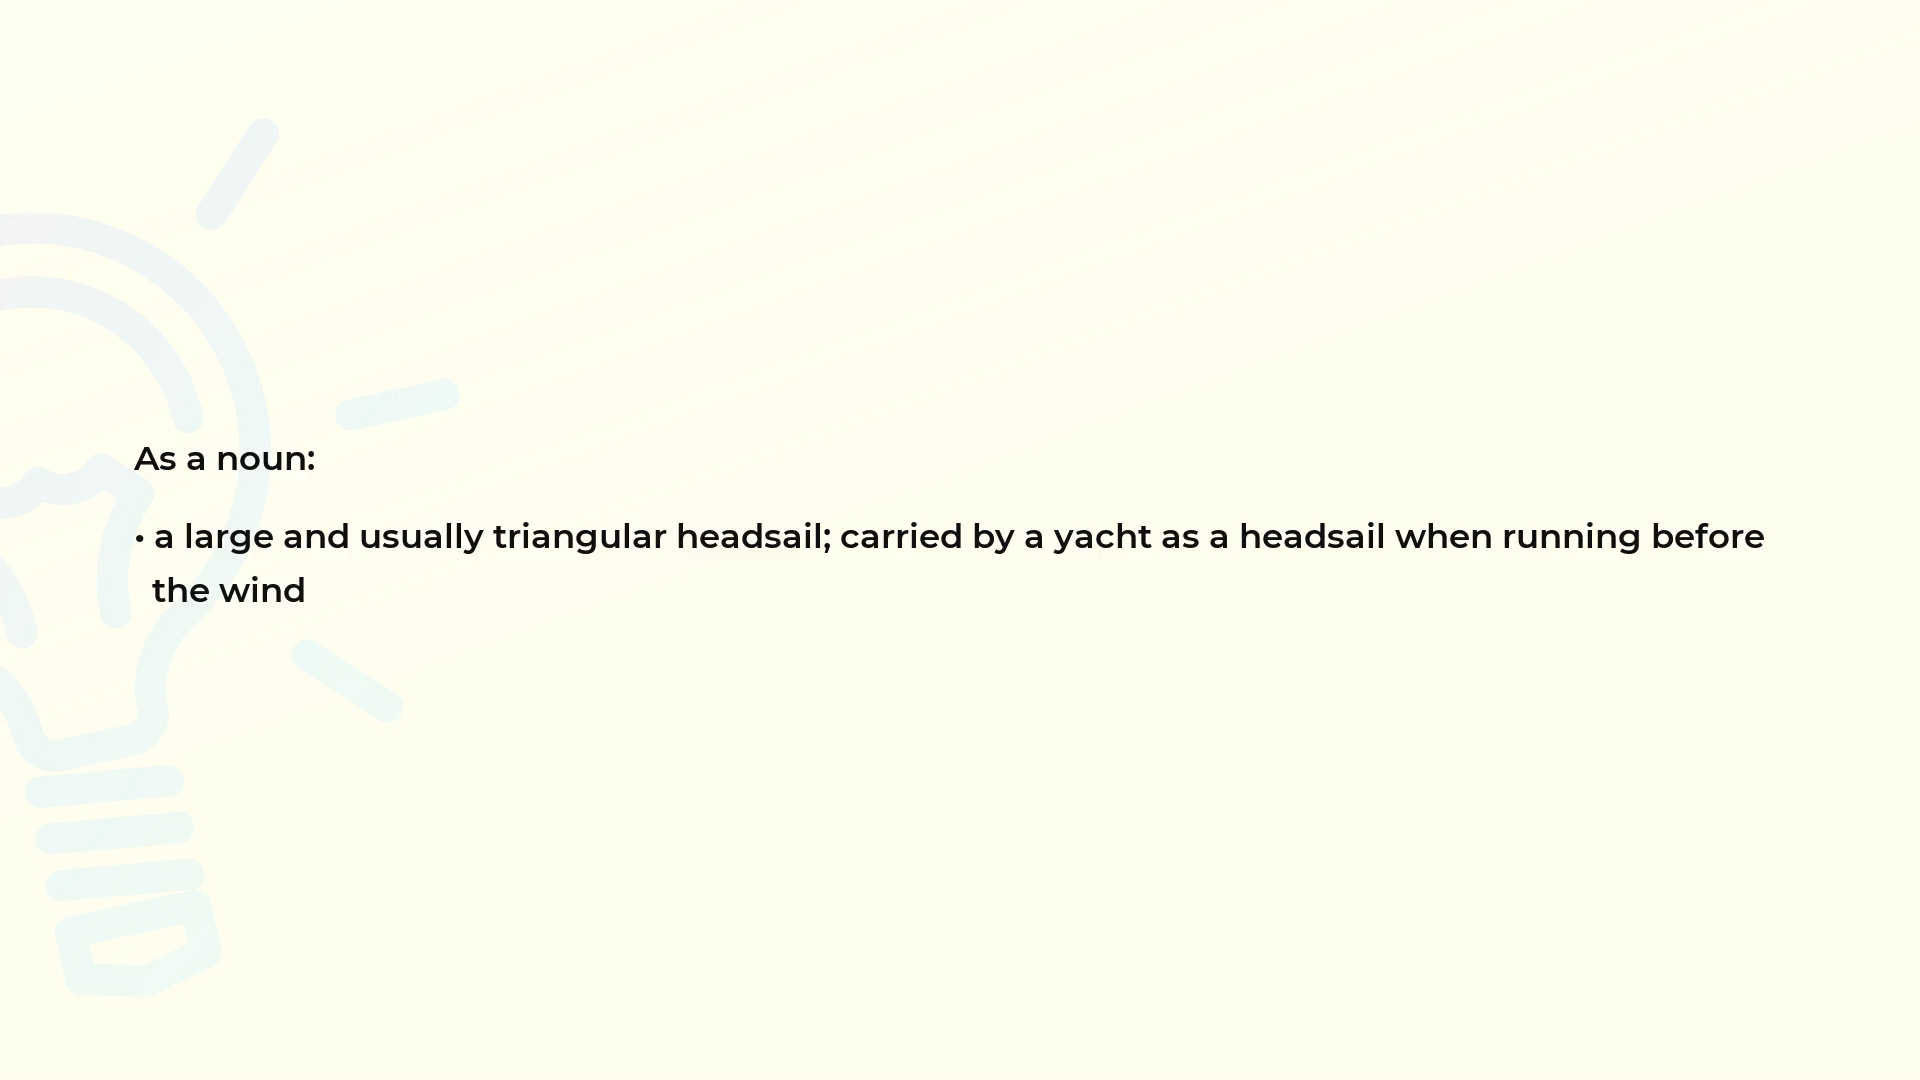 As a noun:
• a large and usually triangular headsail; carried by a yacht as a headsail when running before
the wind